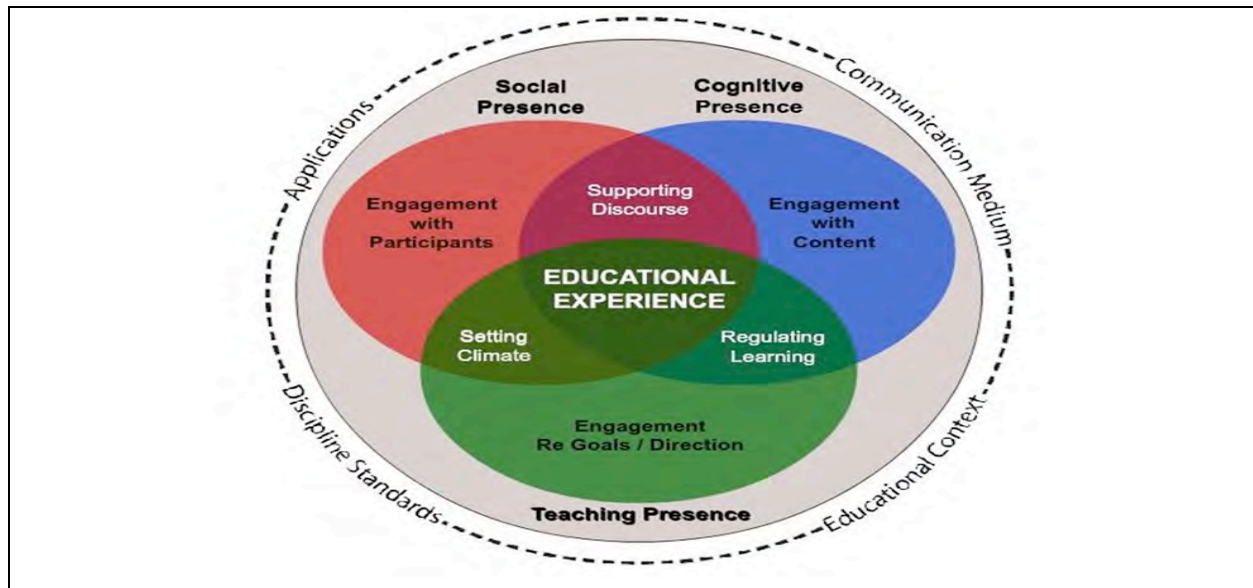 Social
Presence
Cognitive
Presence
Applications
Communication Medium
Engagement
with
Participants
Supporting
Discourse
Engagement
with
Content
EDUCATIONAL
EXPERIENCE
Setting
Climate
Regulating
Learning
Engagement
Re Goals / Direction
Teaching Presence
Discipline Standards
Educational Context